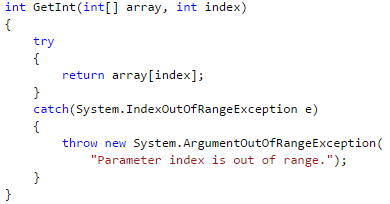 int GetInt(int[] array, int index)
{
    try
    {
        return array[index];
    }
    catch(System.IndexOutOfRangeException e)
    {
        throw new System.ArgumentOutOfRangeException(
            "Parameter index is out of range.");
    }
}